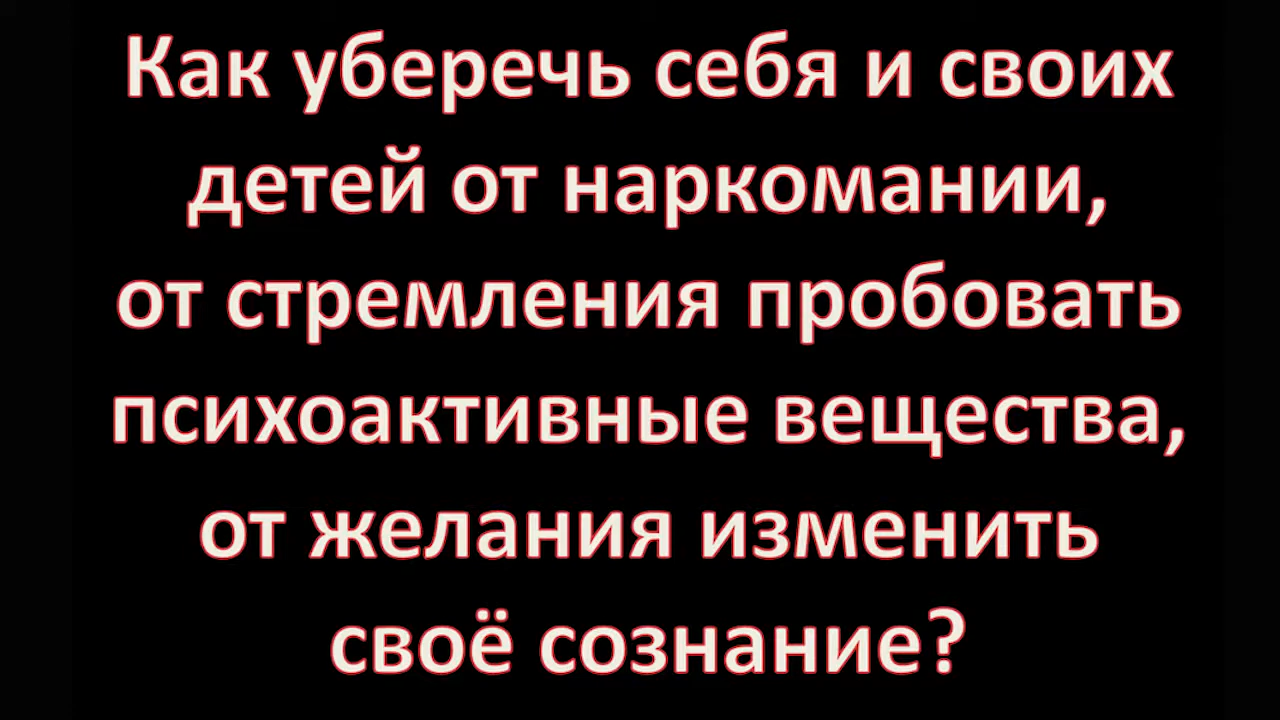 Как уберечь себя и своих
детей от наркомании,
от стремления пробовать
психоактивные вещества,
от желания изменить
своё сознание?